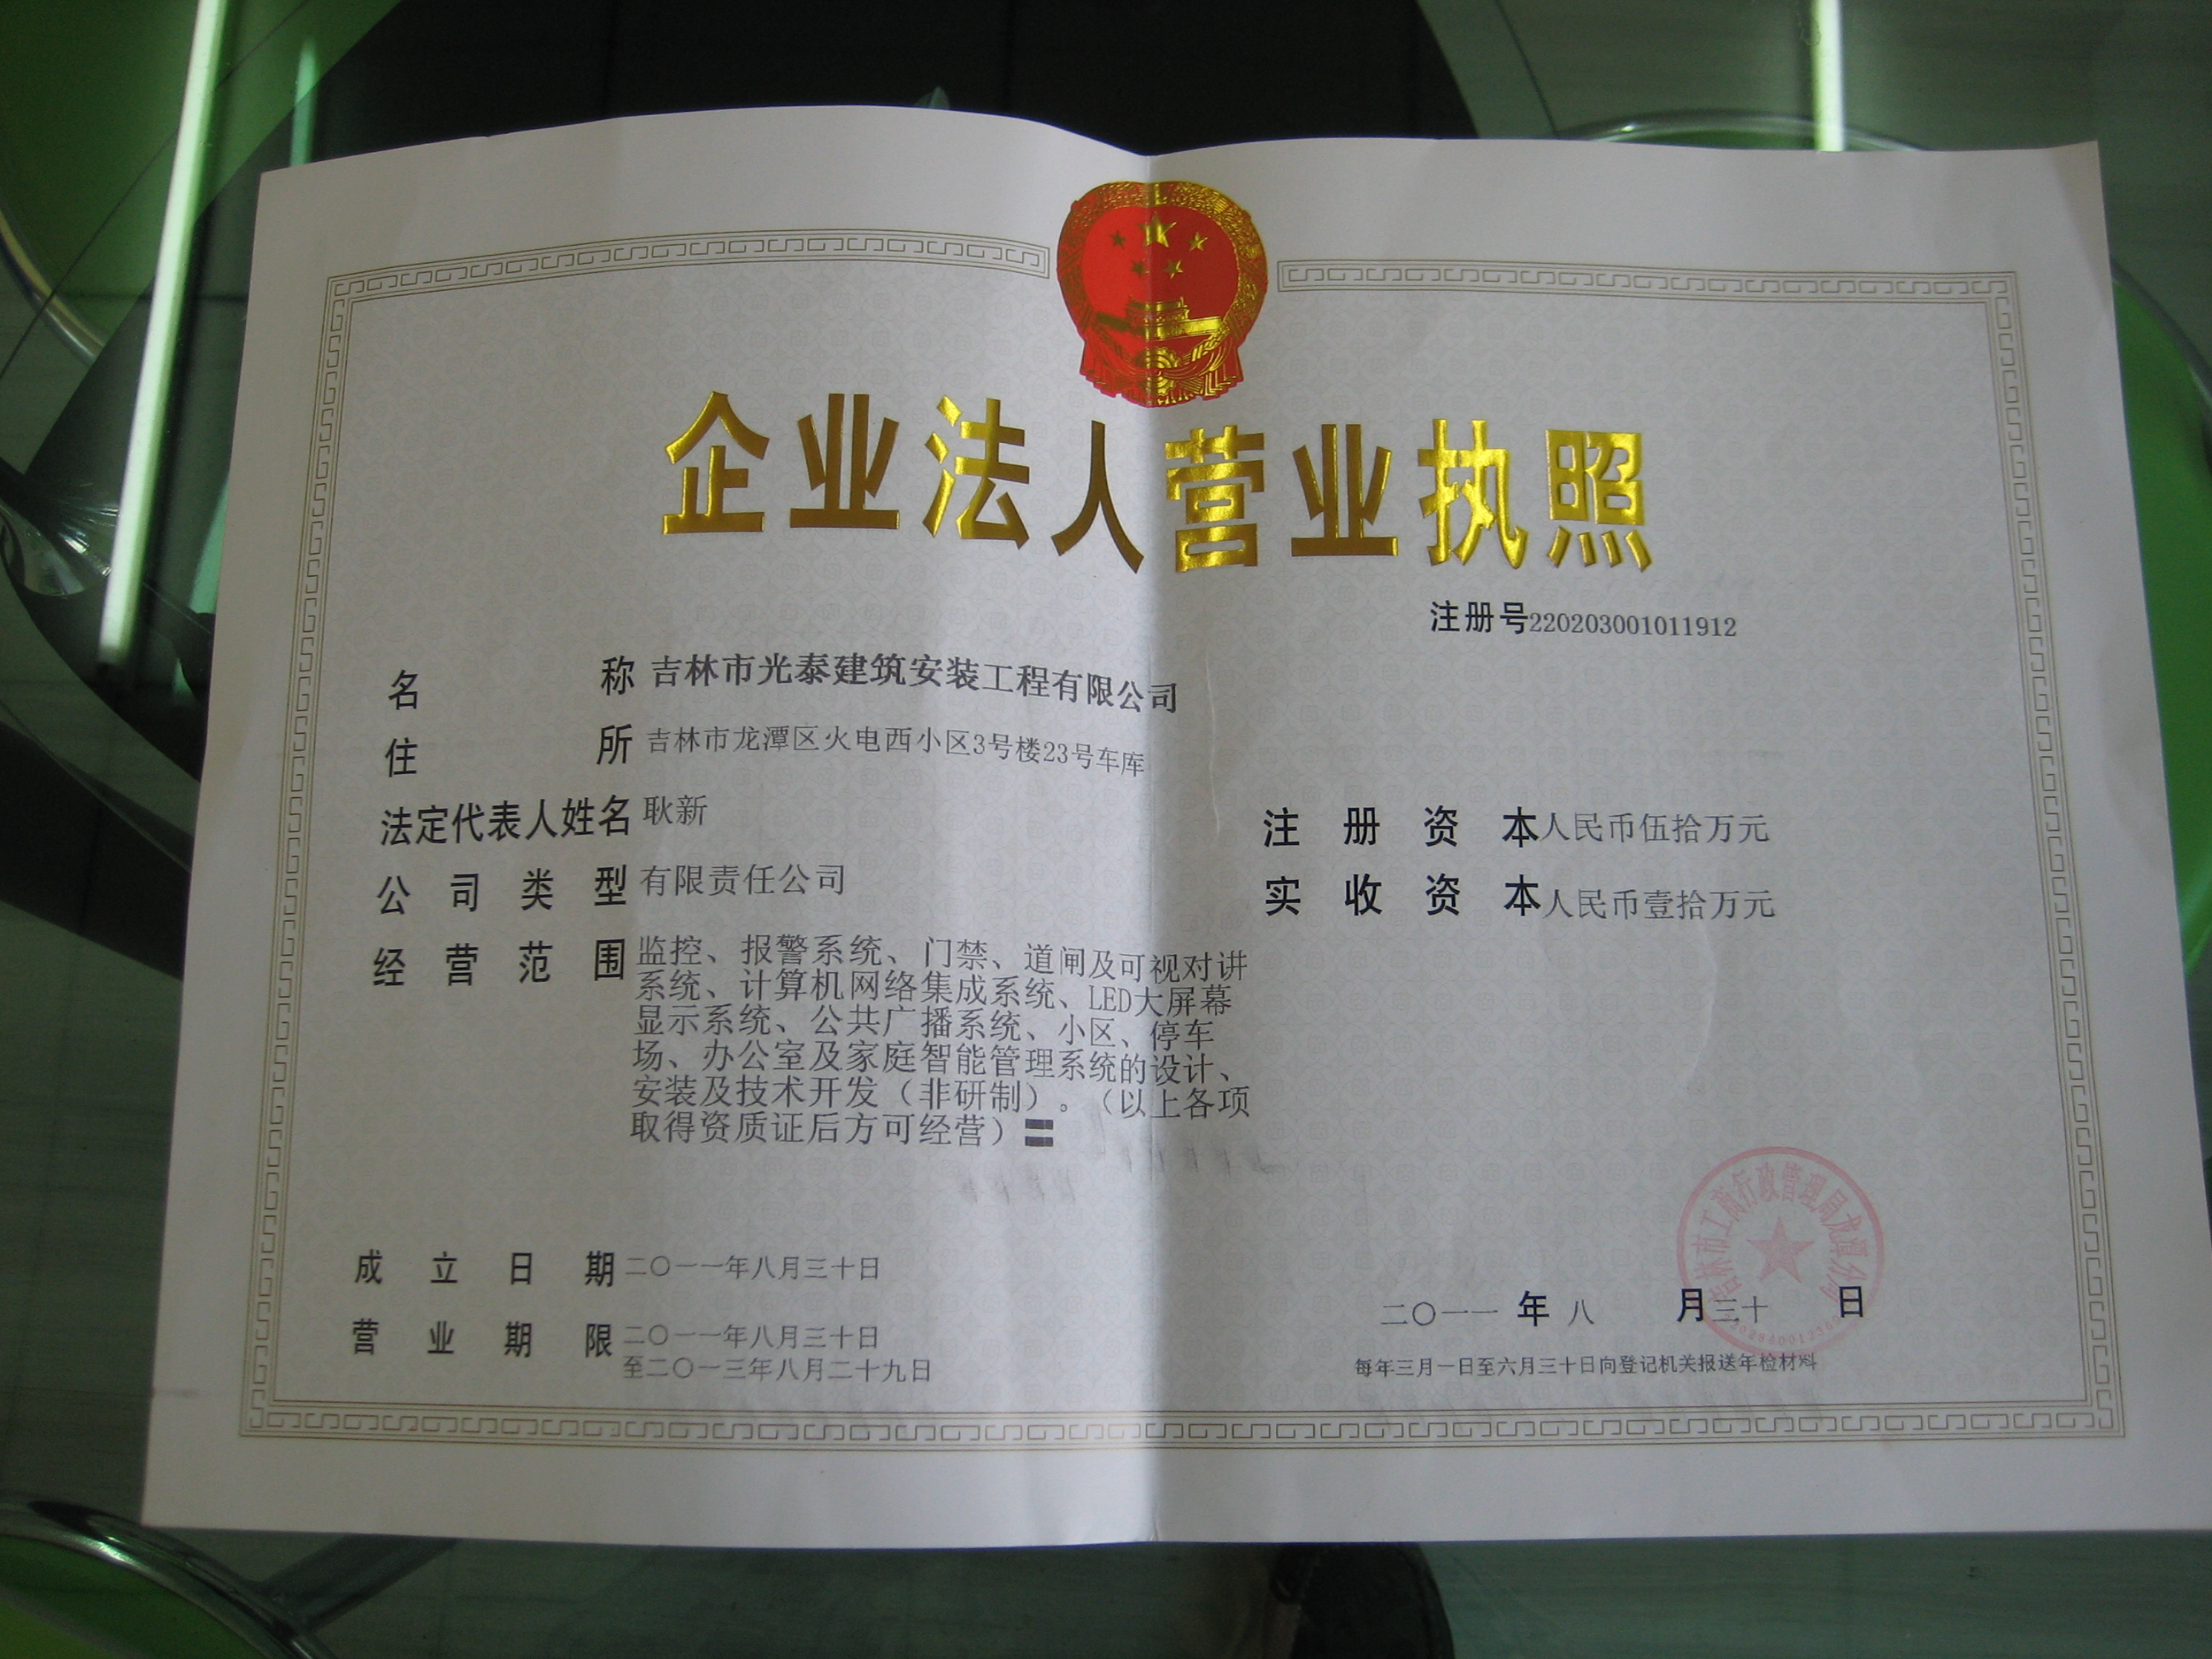 企业法人营业执照
注册号220203001011912
名称 吉林市光泰建筑安装工程有限公司
住所 吉林市龙潭区火电西小区3号楼23号车库
法定代表人姓名 耿新
注册资本 人民币伍拾万元
公司类型 有限责任公司
实收资本 人民币壹拾万元
经营范围 监控、报警系统、门禁、道闸及可视对讲
系统、计算机网络集成系统、LED大屏幕
显示系统、公共广播系统、小区、停车
场、办公室及家庭智能管理系统的设计、
安装及技术开发（非研制）。（以上各项
取得资质证后方可经营）
成立日期 二〇一一年八月三十日
营业期限 二〇一一年八月三十日
至二〇一三年八月二十九日
吉林市工商行政管理局龙潭分局
二〇一一 年 八 月 三十 日
每年三月一日至六月三十日向登记机关报送年检材料